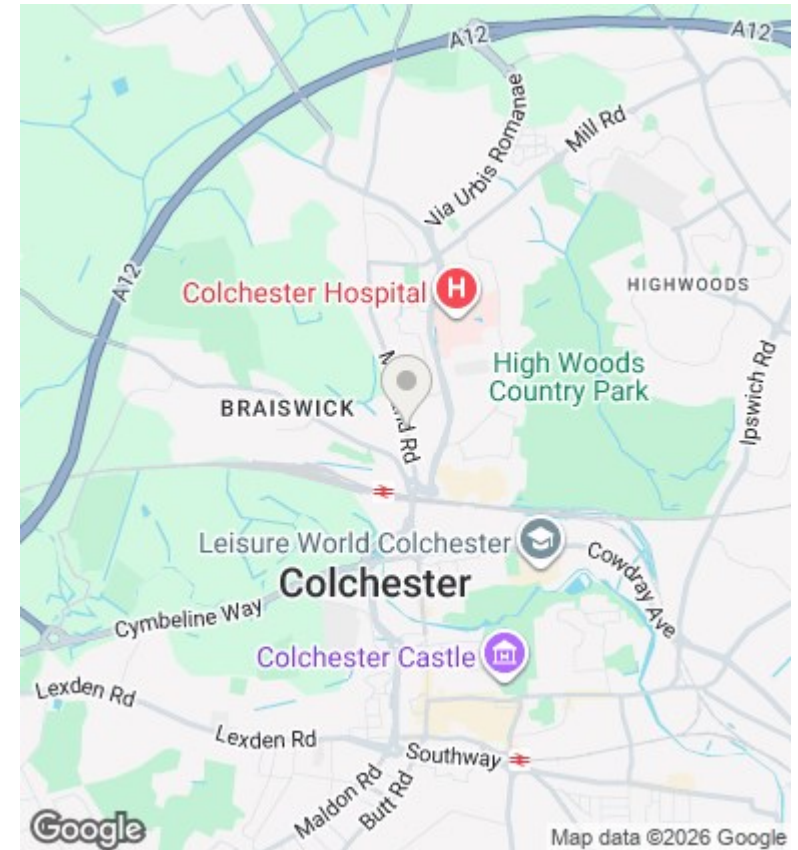 A12
A12
Via Urbis Romanae
Mill Rd
A12
Colchester Hospital
H
HIGHWOODS
High Woods
Country Park
Ipswich Rd
BRAISWICK
Leisure World Colchester
Cowdray Ave
Colchester
Cymbeline Way
Colchester Castle
Lexden Rd
Lexden Rd
Southway
Maldon Rd
Butt Rd
Google
Map data ©2026 Google